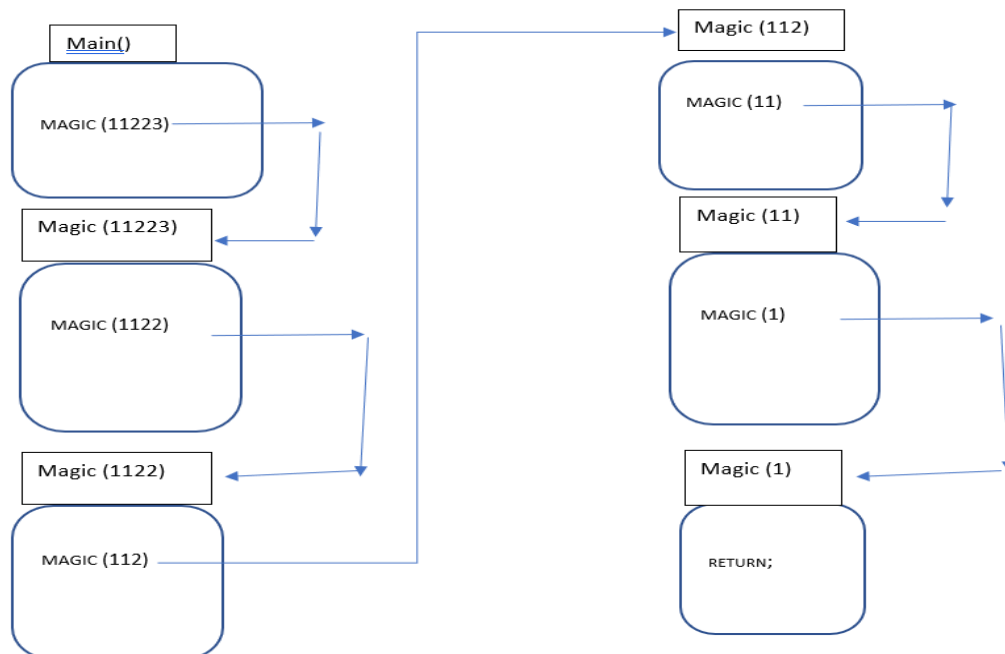 Main()
MAGIC (11223)
Magic (11223)
MAGIC (1122)
Magic (1122)
MAGIC (112)
Magic (112)
MAGIC (11)
Magic (11)
MAGIC (1)
Magic (1)
RETURN;